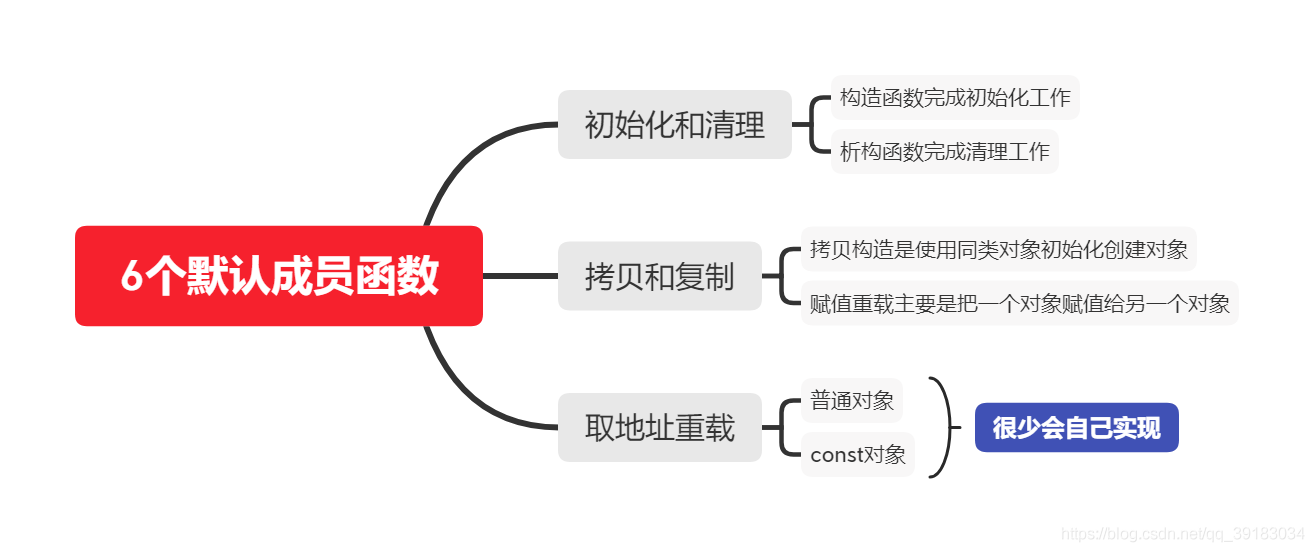 6个默认成员函数
初始化和清理
构造函数完成初始化工作
析构函数完成清理工作
拷贝和复制
拷贝构造是使用同类对象初始化创建对象
赋值重载主要是把一个对象赋值给另一个对象
取地址重载
普通对象
const对象
很少会自己实现
https://blog.csdn.net/qq_39183034